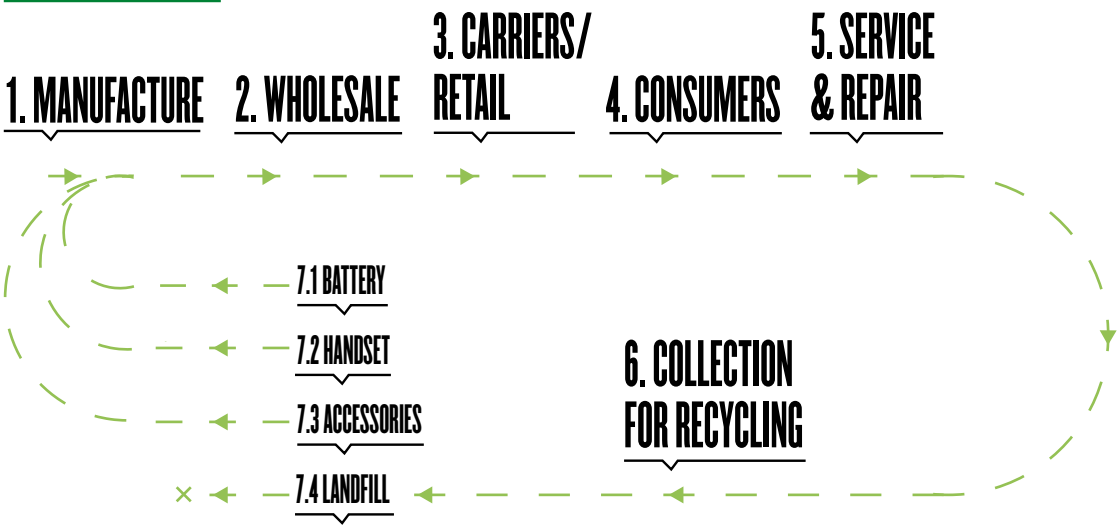 1. MANUFACTURE
2. WHOLESALE
3. CARRIERS/
RETAIL
4. CONSUMERS
5. SERVICE
& REPAIR
7.1 BATTERY
7.2 HANDSET
7.3 ACCESSORIES
7.4 LANDFILL
6. COLLECTION
FOR RECYCLING